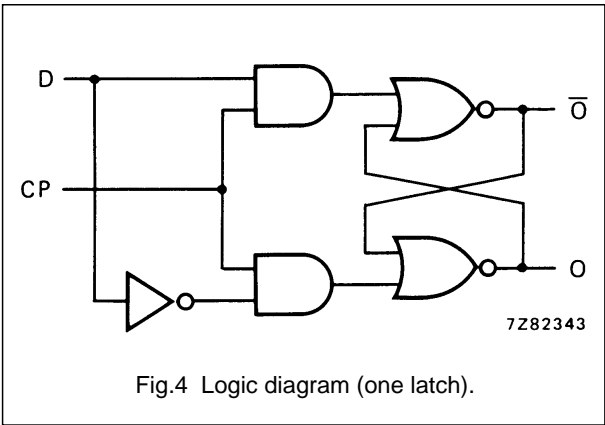 D
O̅
CP
O
7Z82343
Fig.4 Logic diagram (one latch).